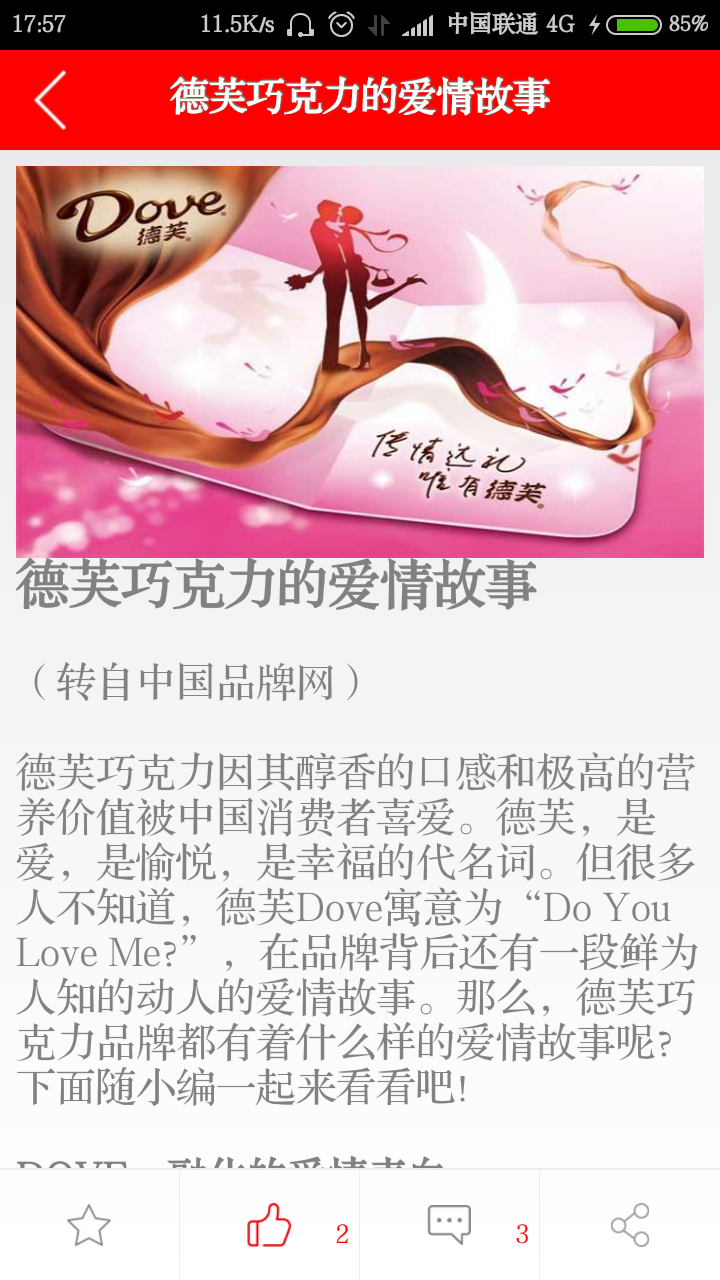 17:57 11.5K/s 中国联通 4G 85%
德芙巧克力的爱情故事
Dove
德芙
传情达礼
唯有德芙
德芙巧克力的爱情故事
（转自中国品牌网）
德芙巧克力因其醇香的口感和极高的营
养价值被中国消费者喜爱。德芙，是
爱，是愉悦，是幸福的代名词。但很多
人不知道，德芙Dove寓意为“Do You
Love Me?”，在品牌背后还有一段鲜为
人知的动人的爱情故事。那么，德芙巧
克力品牌都有着什么样的爱情故事呢?
下面随小编一起来看看吧!
2
3